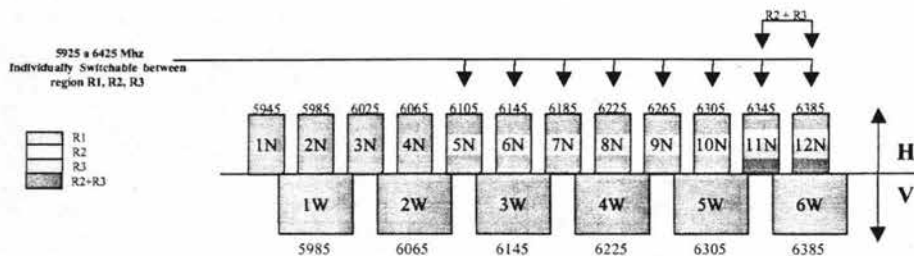 R2 + R3
5925 a 6425 Mhz
Individually Switchable between
region R1, R2, R3
5945 5985 6025 6065 6105 6145 6185 6225 6265 6305 6345 6385
R1
R2
R3
R2+R3
1N 2N 3N 4N 5N 6N 7N 8N 9N 10N 11N 12N
H
V
1W 2W 3W 4W 5W 6W
5985 6065 6145 6225 6305 6385